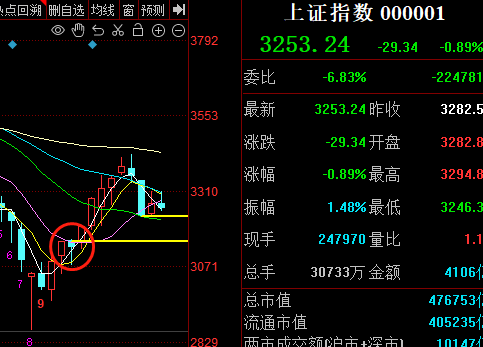 热点回溯 删自选 均线 窗 预测
上证指数 000001
3253.24 -29.34 -0.89%
委比 -6.83% -224781
最新 3253.24 昨收 3282.5
涨跌 -29.34 开盘 3282.8
涨幅 -0.89% 最高 3294.8
振幅 1.48% 最低 3246.3
现手 247970 量比 1.1
总手 30733万 金额 4106亿
总市值 476753亿
流通市值 405235亿
两市成交额(沪市+深市) 10147亿
3792
3553
3310
3071
2829
6
7
8
9